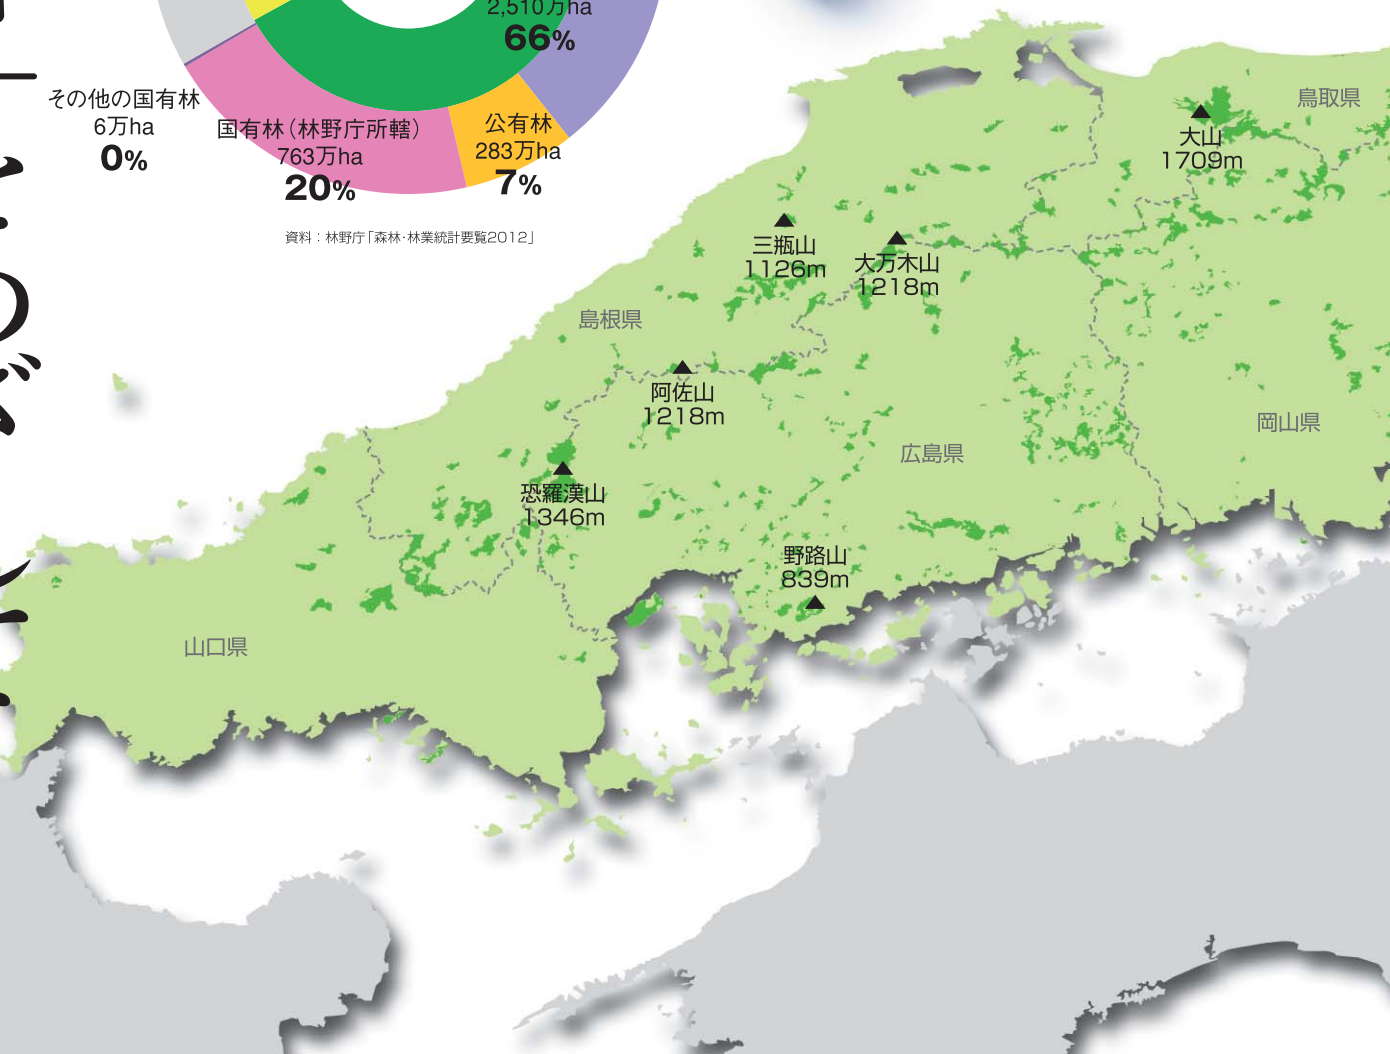 2,510万ha
66%
その他の国有林
6万ha
0%
国有林（林野庁所轄）
763万ha
20%
公有林
283万ha
7%
資料：林野庁「森林・林業統計要覧2012」
鳥取県
大山
1709m
三瓶山
1126m
大万木山
1218m
島根県
阿佐山
1218m
岡山県
広島県
恐羅漢山
1346m
野路山
839m
山口県